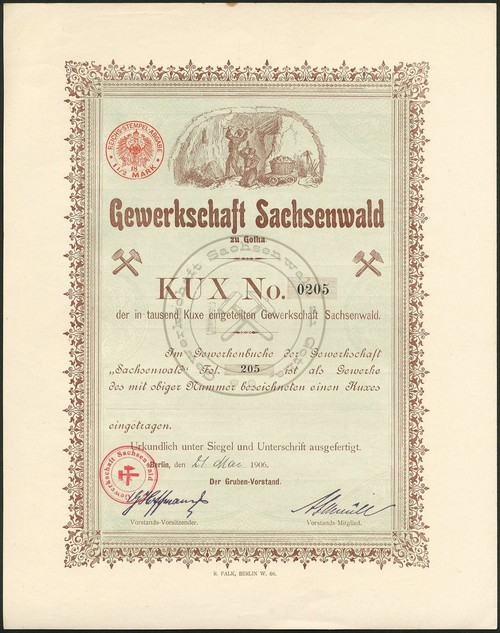 REICHS-STEMPEL-ABGABE
1 1/2 MARK
Gewerkschaft Sachsenwald
zu Gotha.
KUX No. 0205
der in tausend Kuxe eingeteilten Gewerkschaft Sachsenwald.
Im Gewerkenbuche der Gewerkschaft
„Sachsenwald“ Fol. 205 ist als Gewerke
des mit obiger Nummer bezeichneten einen Kuxes
eingetragen.
Urkundlich unter Siegel und Unterschrift ausgefertigt.
Berlin, den 21. Mai 1906.
Der Gruben-Vorstand.
Gewerkschaft Sachsenwald
Vorstands-Vorsitzender.
Vorstands-Mitglied.
R. FALK, BERLIN W. 66.